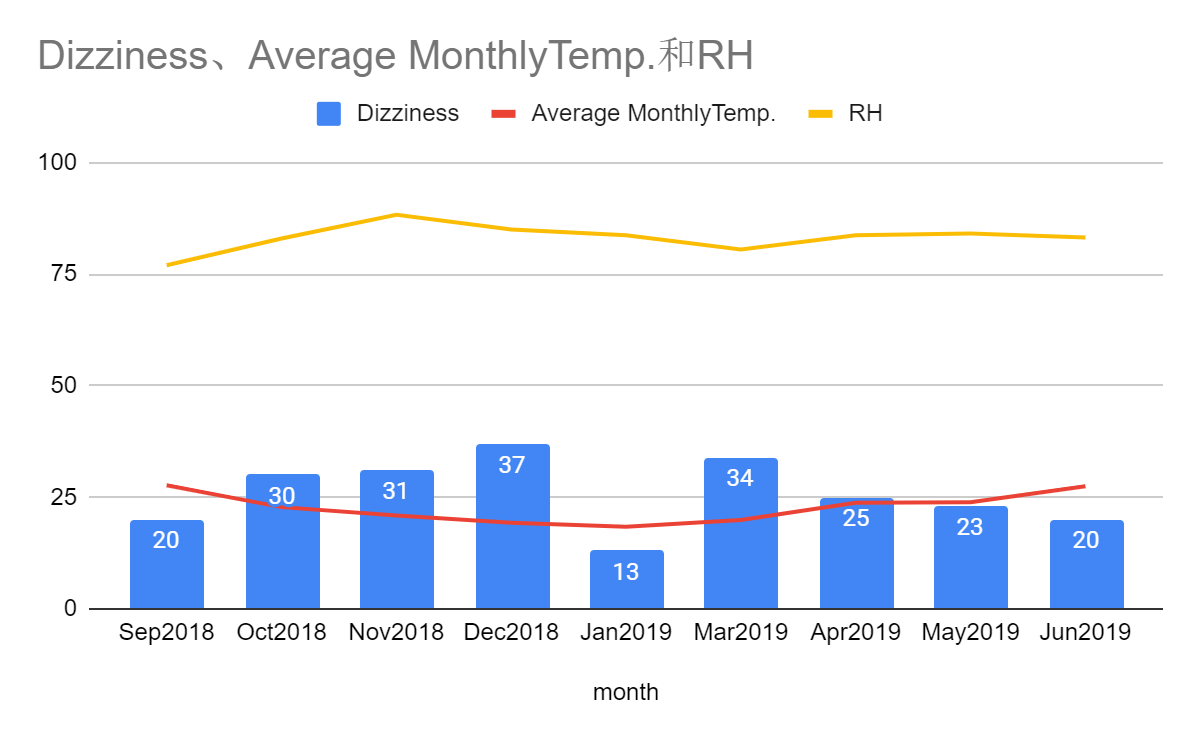 Dizziness、Average MonthlyTemp.和RH
Dizziness Average MonthlyTemp. RH
100
75
50
25
0
20 30 31 37 13 34 25 23 20
Sep2018 Oct2018 Nov2018 Dec2018 Jan2019 Mar2019 Apr2019 May2019 Jun2019
month